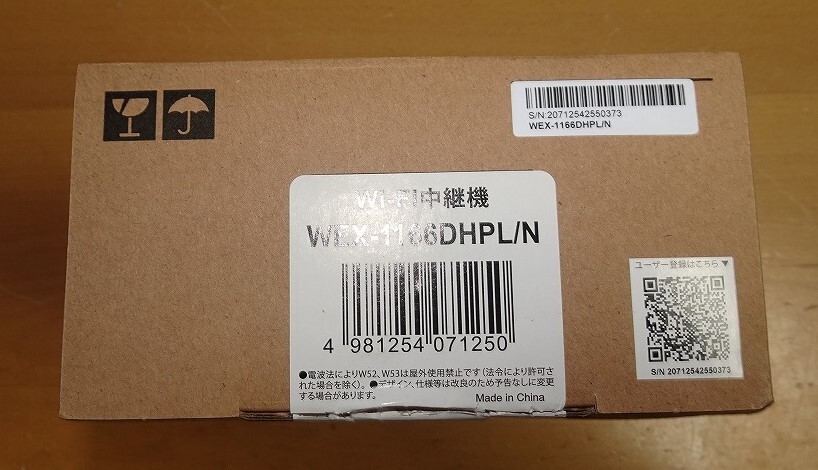 S/N:20712542550373
WEX-1166DHPL/N
Wi-Fi中継機
WEX-1166DHPL/N
4 981254 071250
●電波法によりW52、W53は屋外使用禁止です(法令により許可さ
れた場合を除く)。●デザイン、仕様等は改良のため予告なしに変更
する場合があります。
Made in China
ユーザー登録はこちら▼
S/N 20712542550373